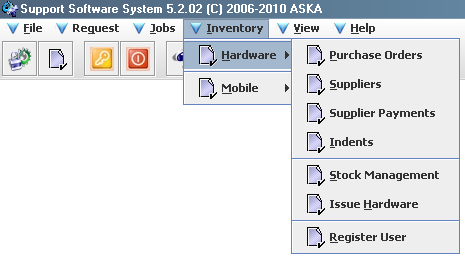 Support Software System 5.2.02 (C) 2006-2010 ASKA
File Request Jobs Inventory View Help
Hardware
Mobile
Purchase Orders
Suppliers
Supplier Payments
Indents
Stock Management
Issue Hardware
Register User